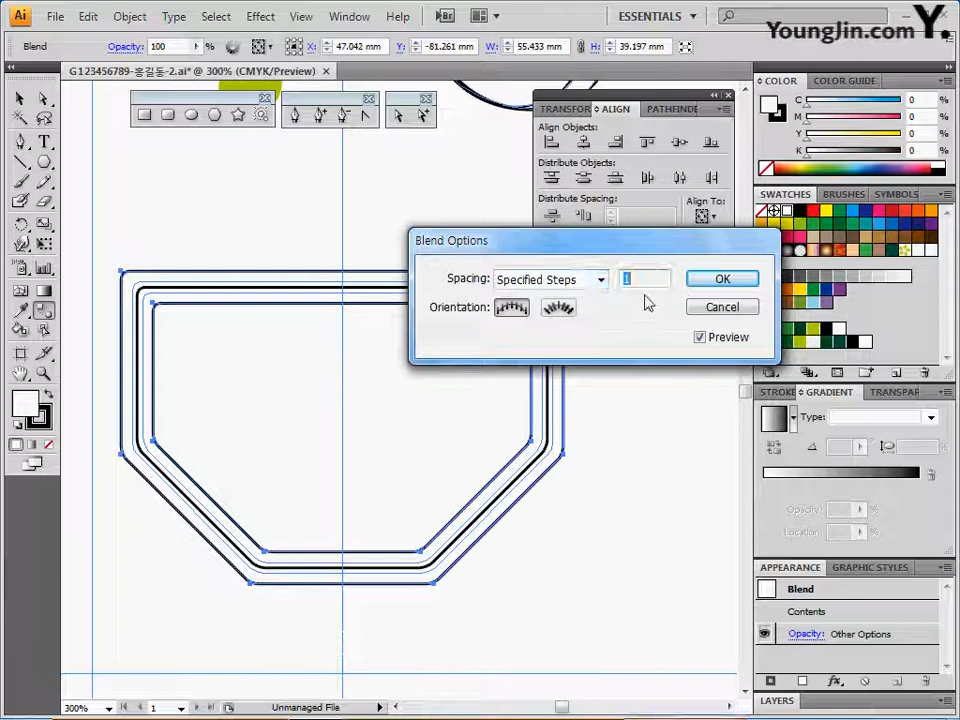 Ai File Edit Object Type Select Effect View Window Help Br ESSENTIALS
YoungJin.com Y.
Blend Opacity: 100 % X: 47.042 mm Y: -81.261 mm W: 55.433 mm H: 39.197 mm
G123456789-홍길동-2.ai* @ 300% (CMYK/Preview)
TRANSFOR ALIGN PATHFINDE
Align Objects:
Distribute Objects:
Distribute Spacing: Align To:
COLOR COLOR GUIDE
C 0 %
M 0 %
Y 0 %
K 0 %
SWATCHES BRUSHES SYMBOLS
Blend Options
Spacing: Specified Steps 1 OK
Orientation: Cancel
Preview
STROKE GRADIENT TRANSPAR
Type:
Opacity: %
Location: %
APPEARANCE GRAPHIC STYLES
Blend
Contents
Opacity: Other Options
LAYERS
300% 1 Unmanaged File